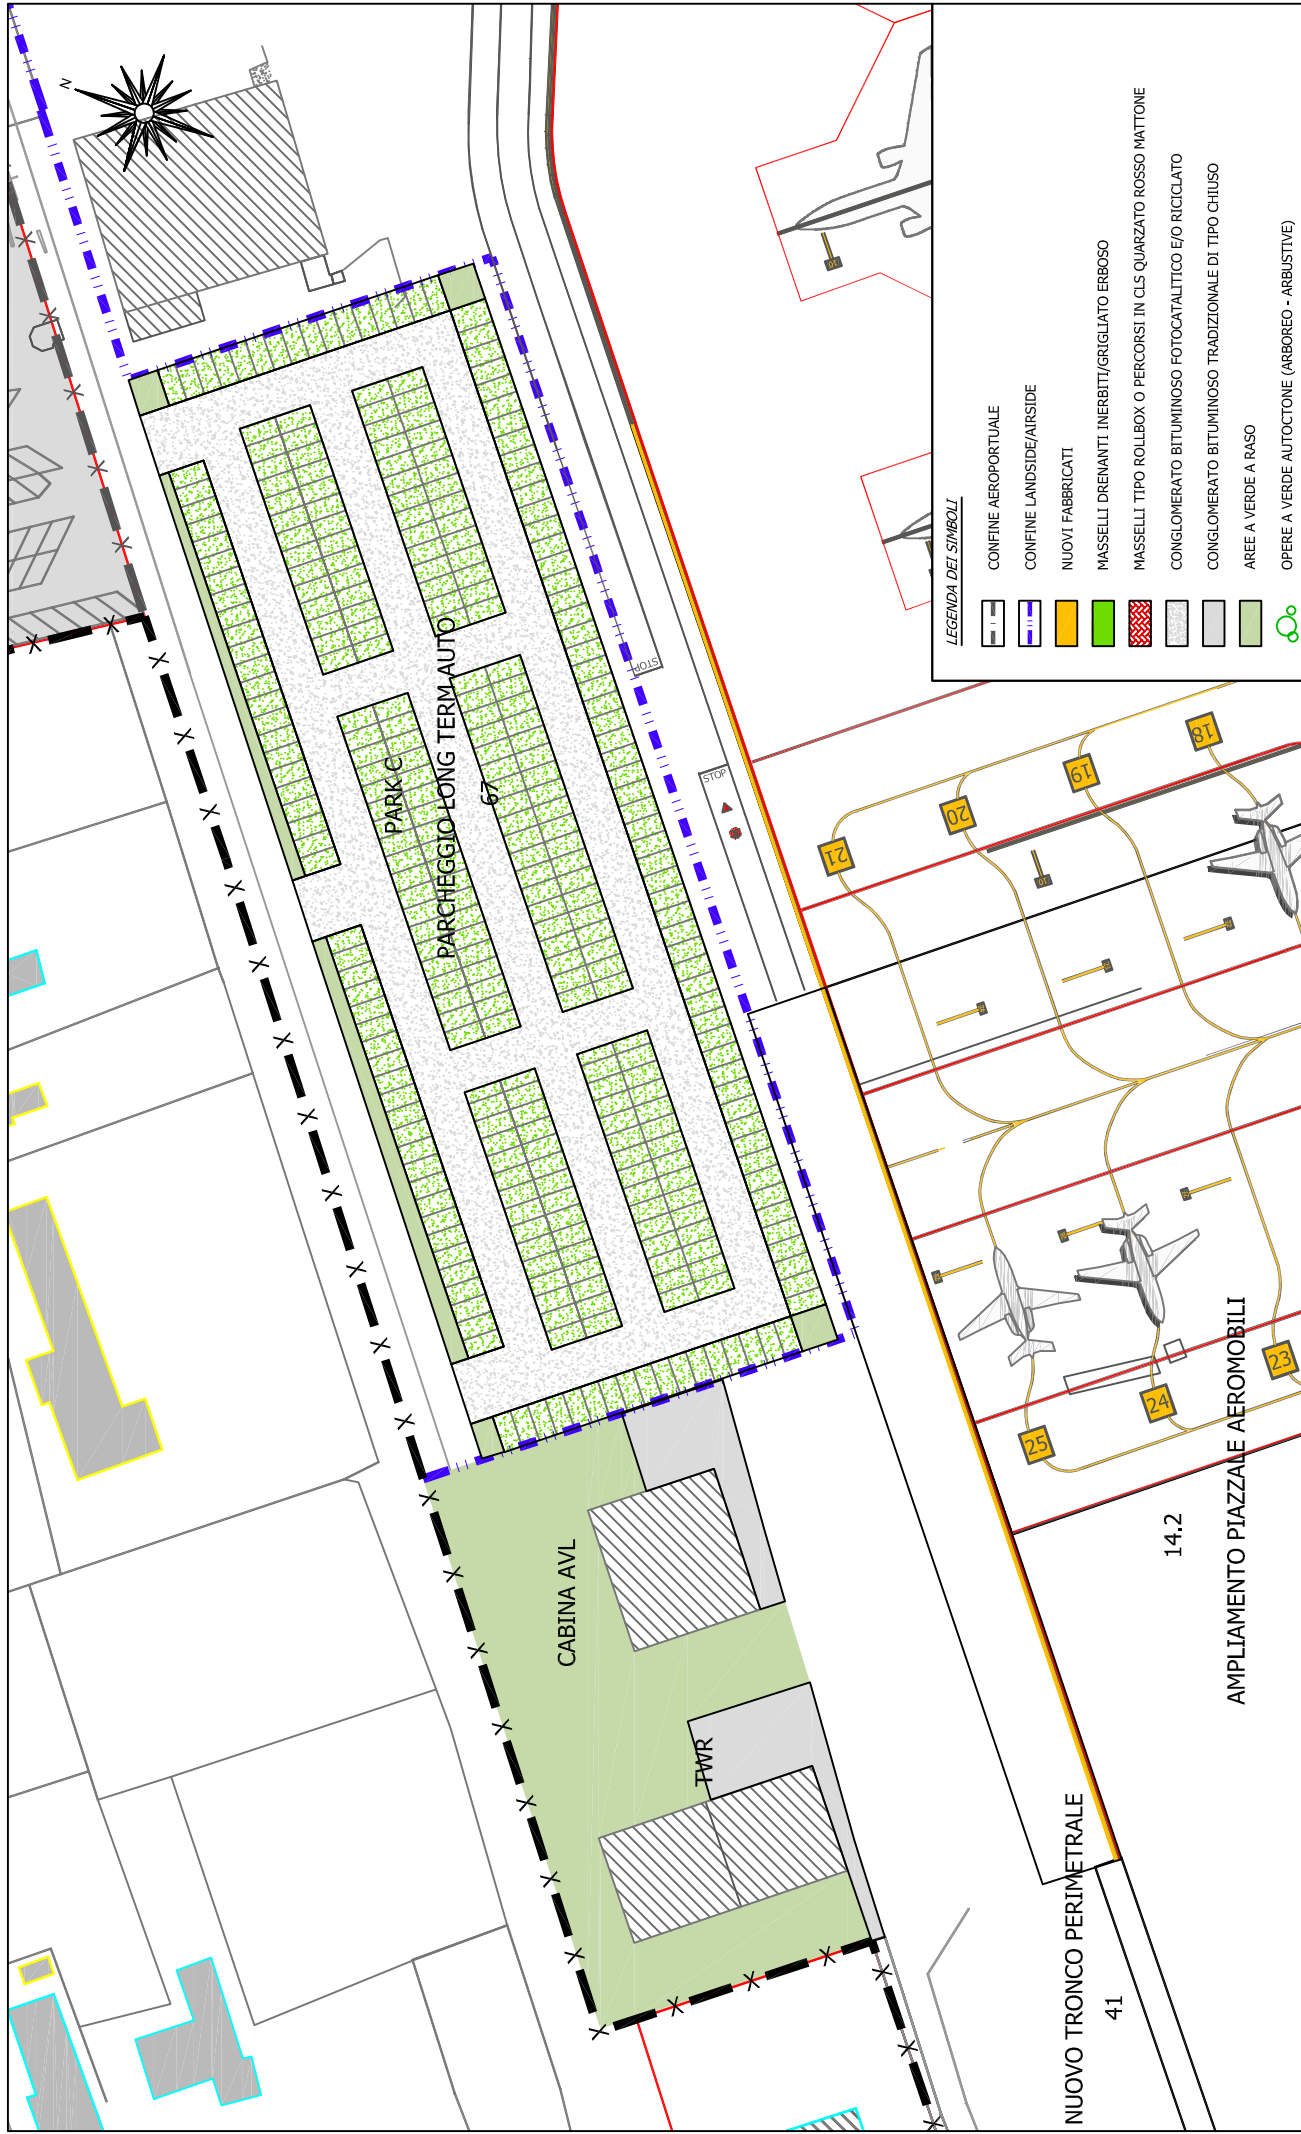 N
PARK C
PARCHEGGIO LONG TERM AUTO
67
STOP
STOP
CABINA AVL
TWR
NUOVO TRONCO PERIMETRALE
41
14.2
AMPLIAMENTO PIAZZALE AEROMOBILI
18
19
20
21
23
24
25
10
10
LEGENDA DEI SIMBOLI
CONFINE AEROPORTUALE
CONFINE LANDSIDE/AIRSIDE
NUOVI FABBRICATI
MASSELLI DRENANTI INERBITI/GRIGLIATO ERBOSO
MASSELLI TIPO ROLLBOX O PERCORSI IN CLS QUARZATO ROSSO MATTONE
CONGLOMERATO BITUMINOSO FOTOCATALITICO E/O RICICLATO
CONGLOMERATO BITUMINOSO TRADIZIONALE DI TIPO CHIUSO
AREE A VERDE A RASO
OPERE A VERDE AUTOCTONE (ARBOREO - ARBUSTIVE)